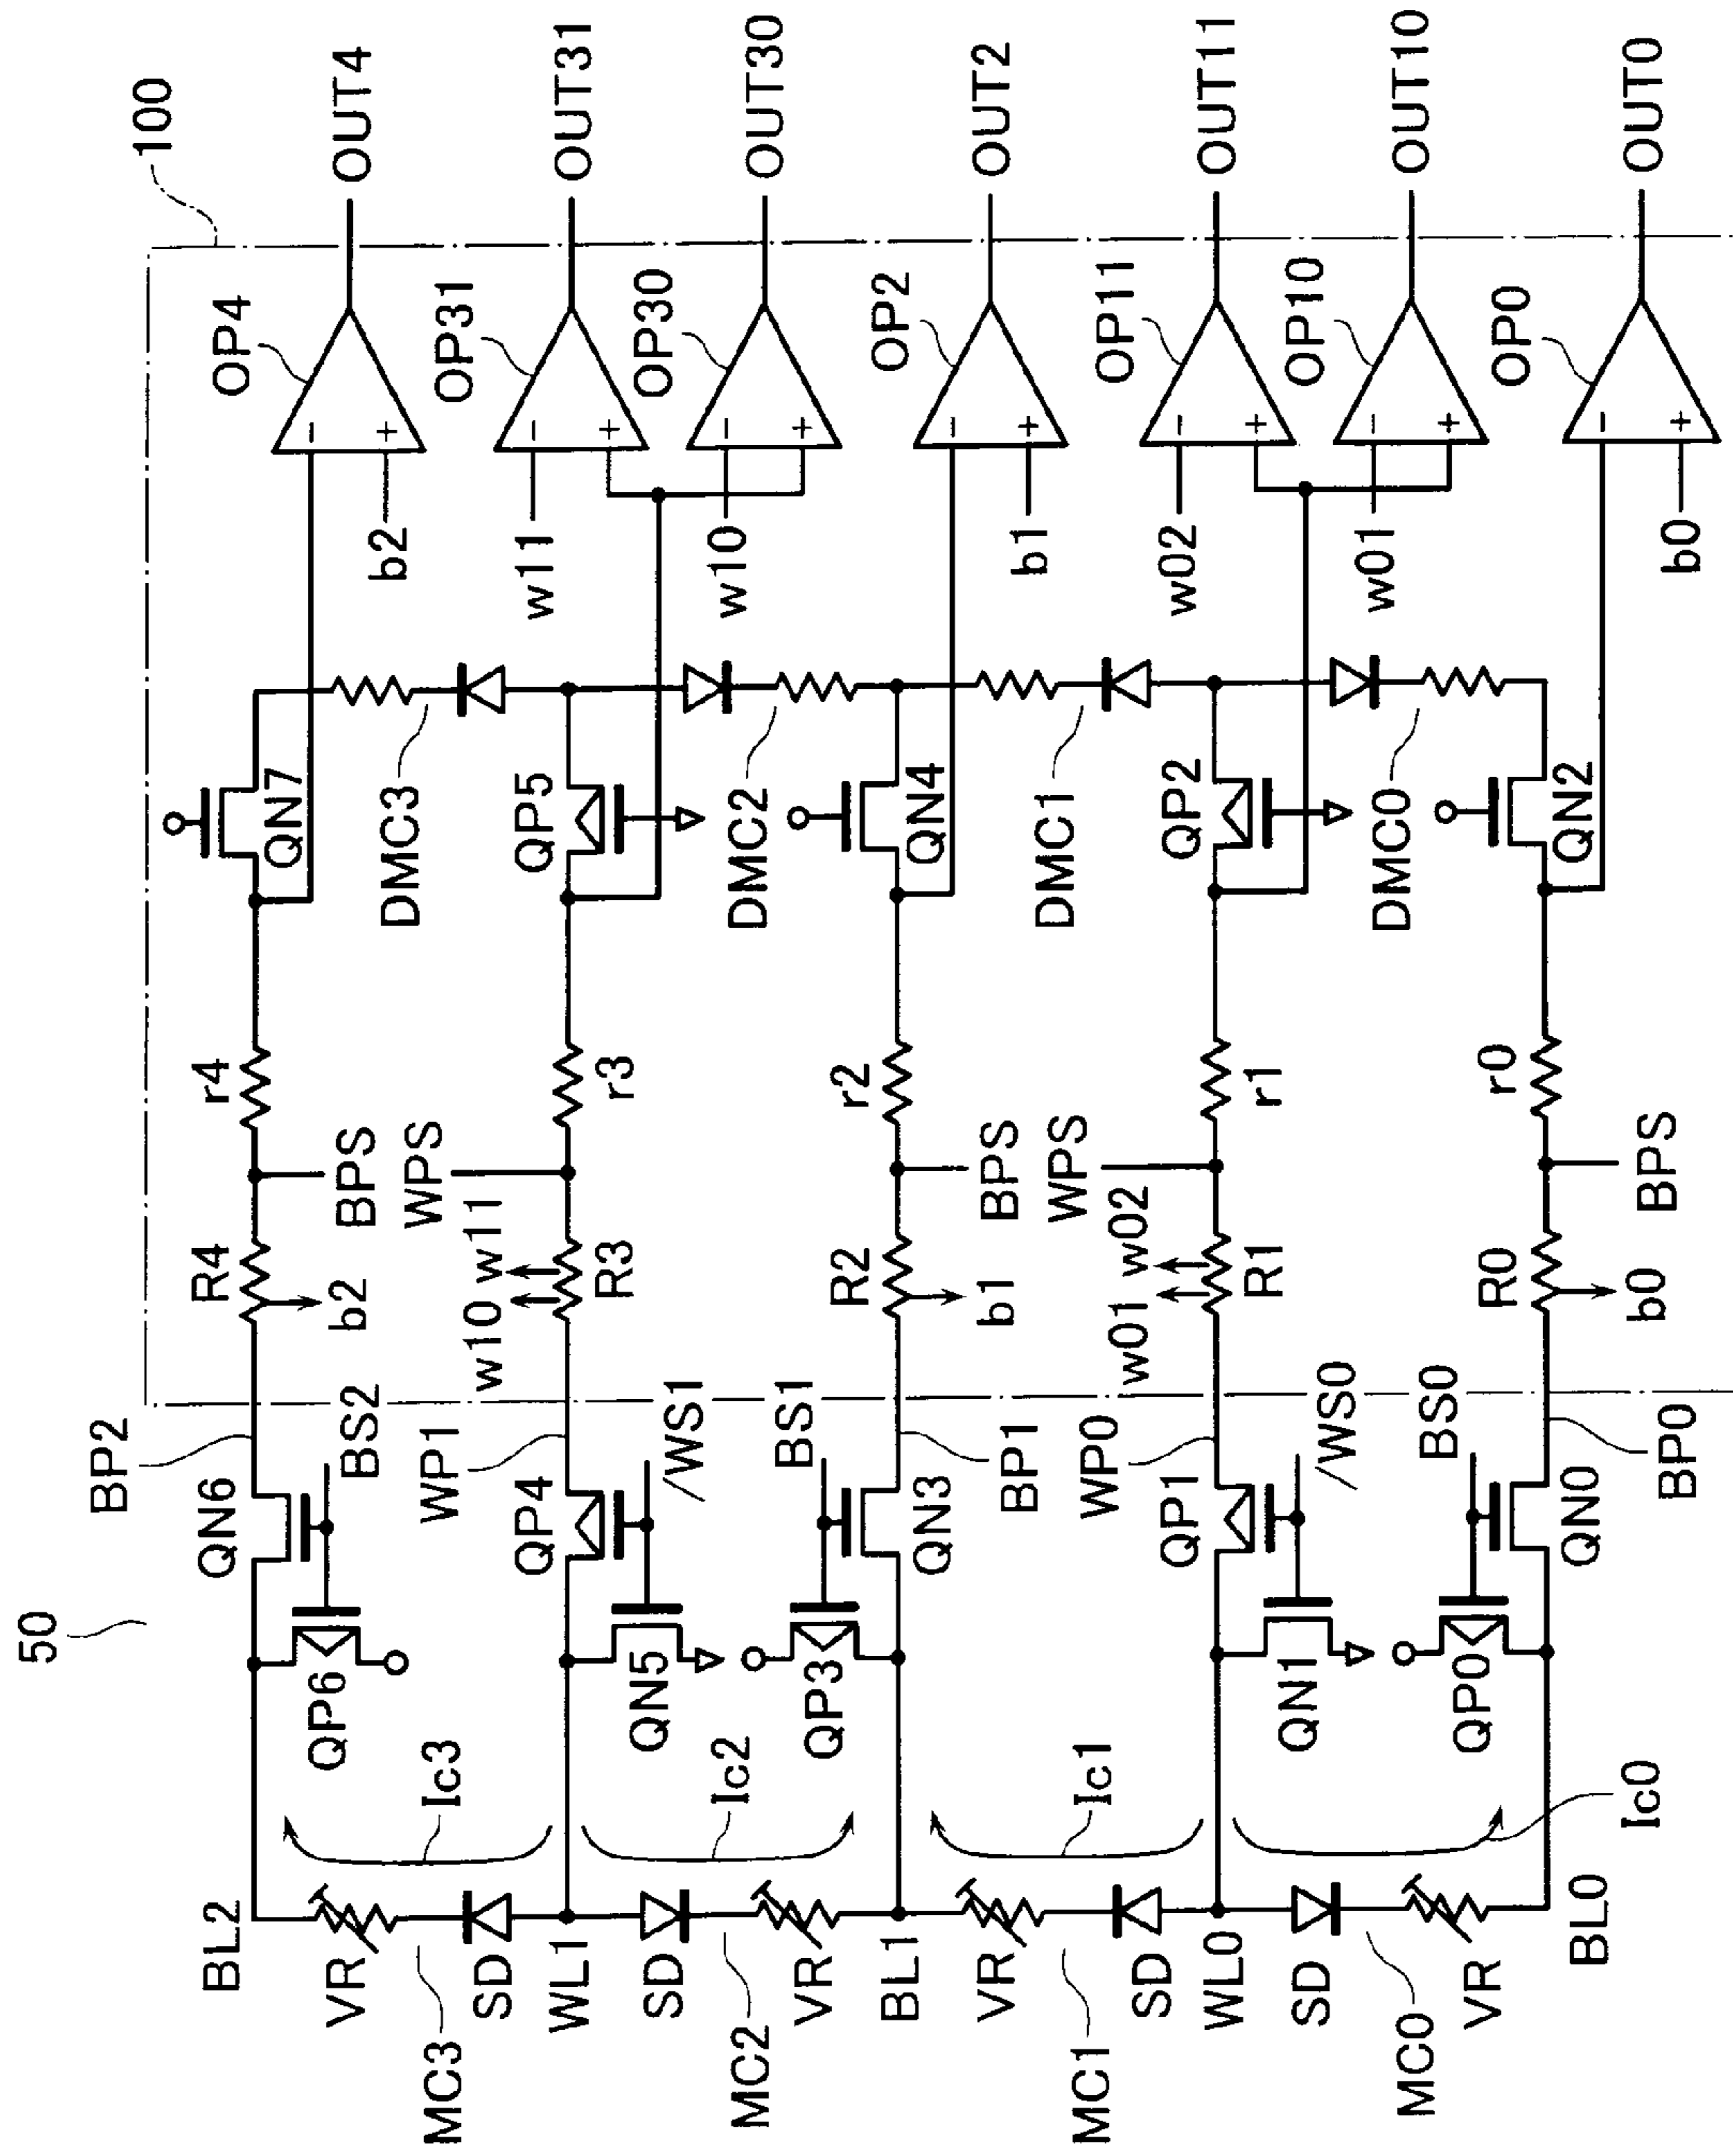 100
OUT4
OUT31
OUT30
OUT2
OUT11
OUT10
OUT0
OP4
OP31
OP30
OP2
OP11
OP10
OP0
-
+
-
+
-
+
-
+
-
+
-
+
-
+
b2
w11
w10
b1
w02
w01
b0
QN7
DMC3
QP5
DMC2
QN4
DMC1
QP2
DMC0
QN2
r4
r3
r2
r1
r0
BPS
WPS
BPS
WPS
BPS
R4
b2
w10 w11
R3
R2
b1
w01 w02
R1
R0
b0
BP2
BS2
WP1
/WS1
BS1
BP1
WP0
/WS0
BS0
BP0
QN6
QP4
QN3
QP1
QN0
50
QP6
QN5
QP3
QN1
QP0
Ic3
Ic2
Ic1
Ic0
BL2
VR
SD
WL1
SD
VR
BL1
VR
SD
WL0
SD
VR
BL0
MC3
MC2
MC1
MC0